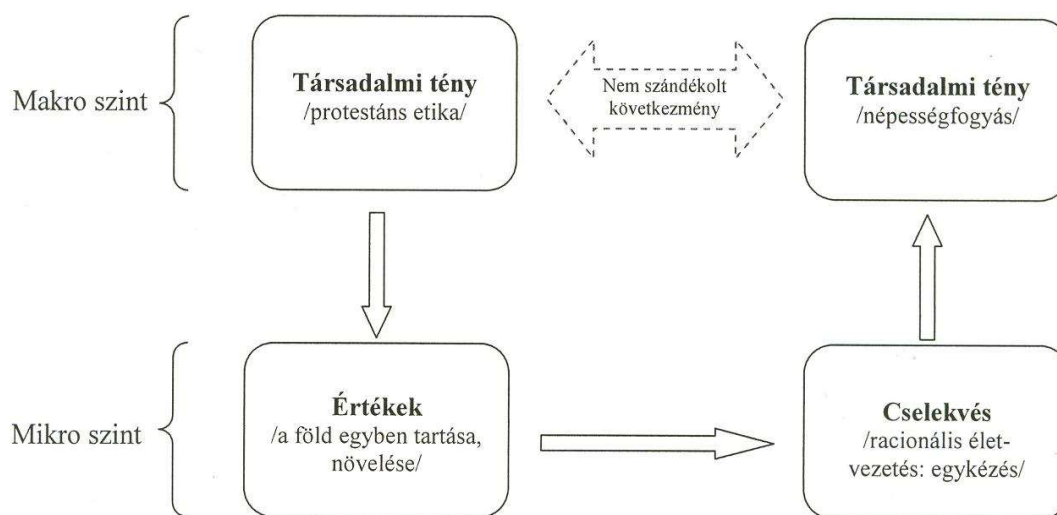 Makro szint
Társadalmi tény
/protestáns etika/
Nem szándékolt
következmény
Társadalmi tény
/népességfogyás/
Mikro szint
Értékek
/a föld egyben tartása,
növelése/
Cselekvés
/racionális élet-
vezetés: egykézés/